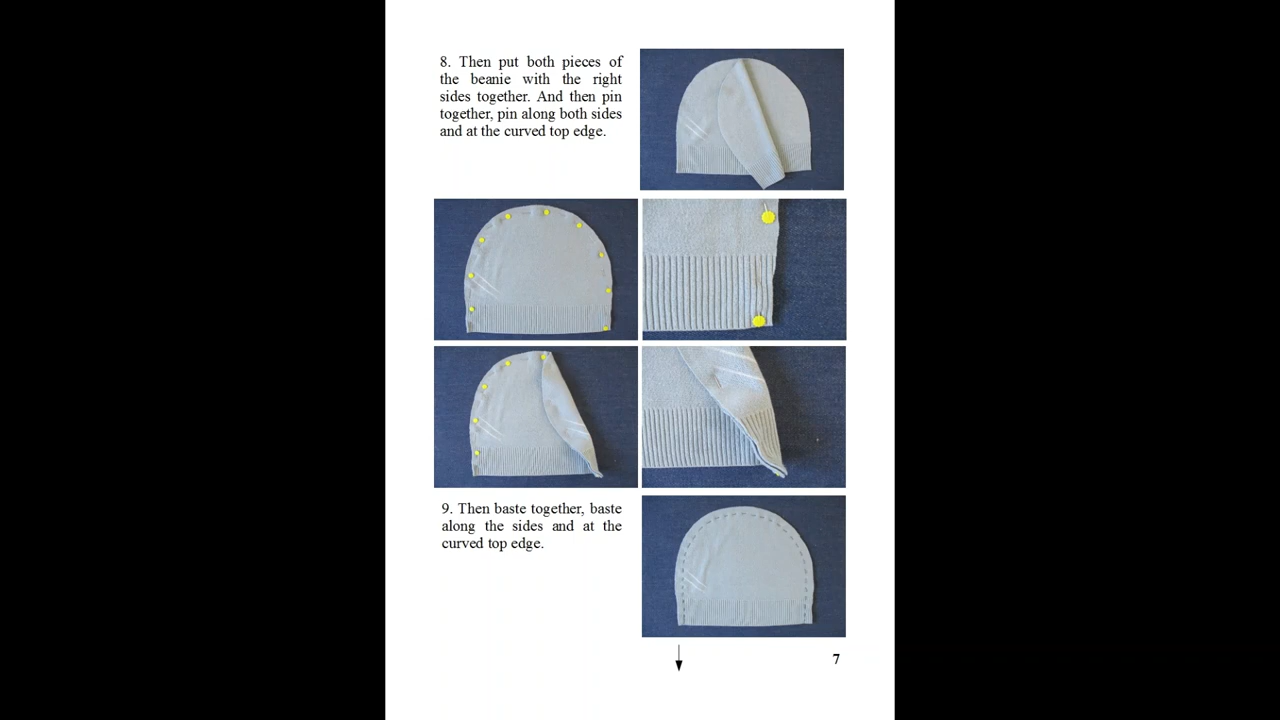 8. Then put both pieces of
the beanie with the right
sides together. And then pin
together, pin along both sides
and at the curved top edge.
9. Then baste together, baste
along the sides and at the
curved top edge.
7